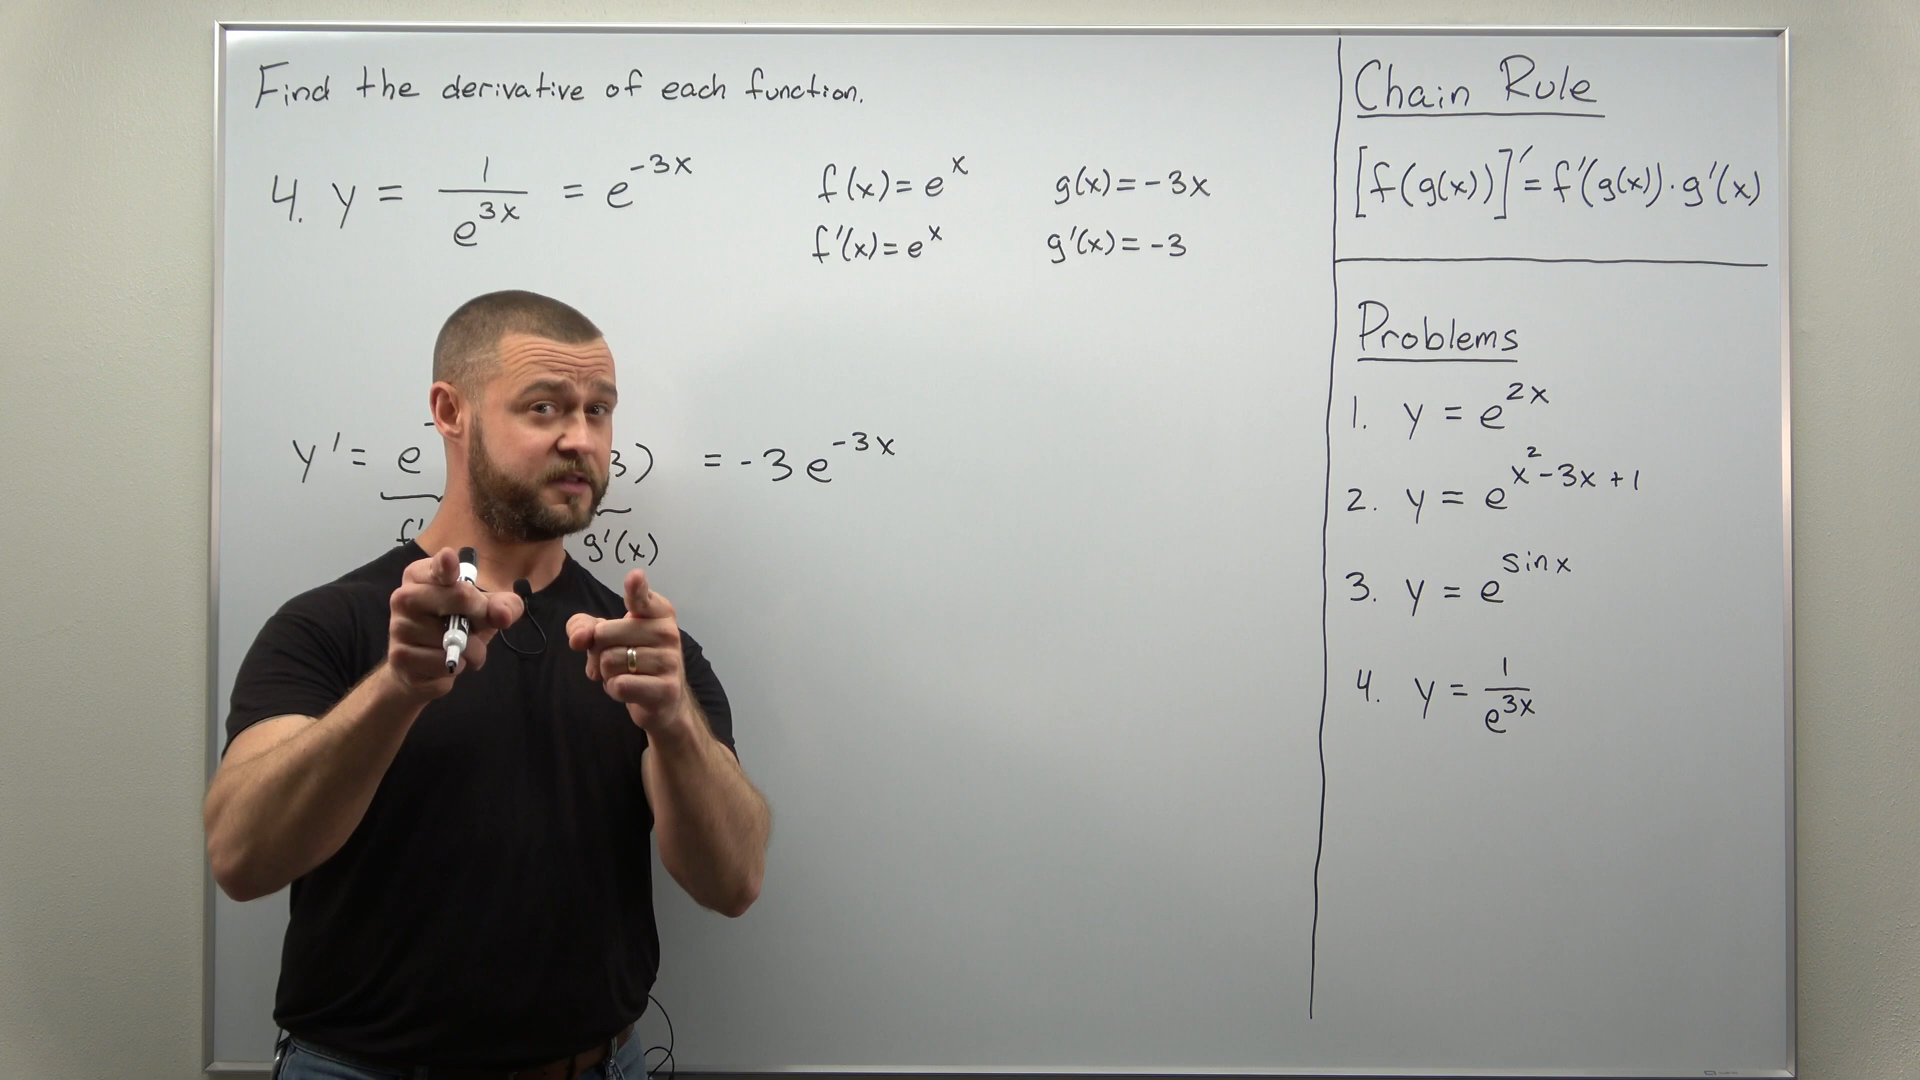 Find the derivative of each function.
4. y = 1/e^(3x) = e^(-3x)
f(x) = e^x
g(x) = -3x
f'(x) = e^x
g'(x) = -3
y' = e^- 3) = -3e^(-3x)
f' g'(x)
Chain Rule
[f(g(x))]' = f'(g(x)) · g'(x)
Problems
1. y = e^(2x)
2. y = e^(x^2 - 3x + 1)
3. y = e^(sin x)
4. y = 1/e^(3x)